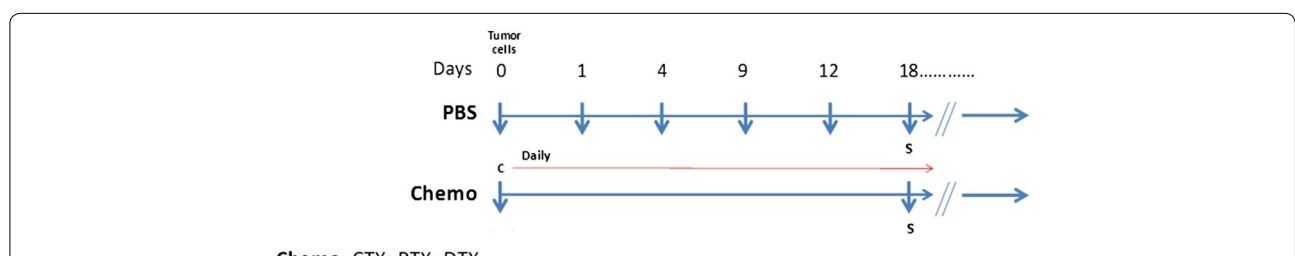 Tumor
cells
Days 0 1 4 9 12 18............
PBS
S
C Daily
Chemo
S